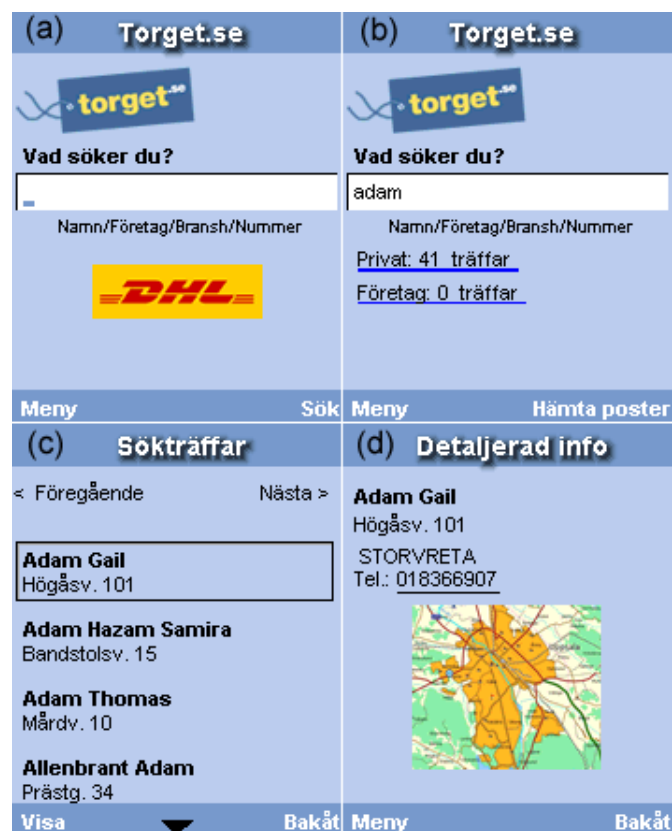 (a) Torget.se
torget.se
Vad söker du?
Namn/Företag/Bransh/Nummer
DHL
Meny Sök
(b) Torget.se
torget.se
Vad söker du?
adam
Namn/Företag/Bransh/Nummer
Privat: 41 träffar
Företag: 0 träffar
Meny Hämta poster
(c) Sökträffar
< Föregående Nästa >
Adam Gail
Högåsv. 101
Adam Hazam Samira
Bandstolsv. 15
Adam Thomas
Mårdv. 10
Allenbrant Adam
Prästg. 34
Visa Bakåt
(d) Detaljerad info
Adam Gail
Högåsv. 101
STORVRETA
Tel.: 018366907
Meny Bakåt